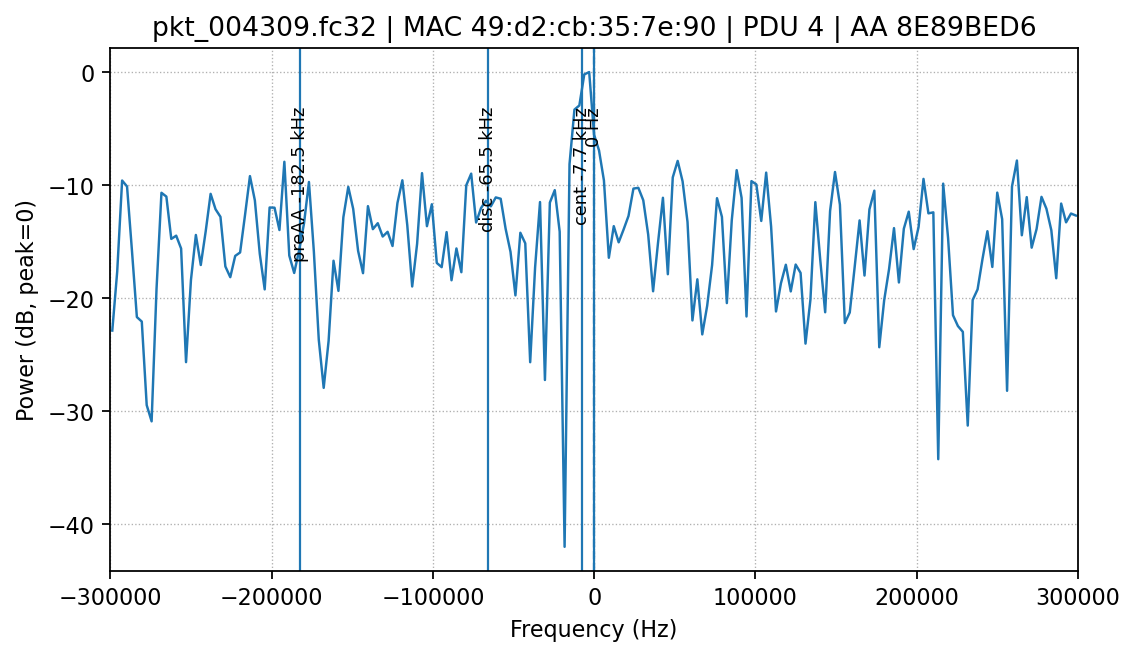 pkt_004309.fc32 | MAC 49:d2:cb:35:7e:90 | PDU 4 | AA 8E89BED6
Power (dB, peak=0)
0
−10
−20
−30
−40
preAA -182.5 kHz
disc -65.5 kHz
cent -7.7 kHz
0 Hz
−300000
−200000
−100000
0
100000
200000
300000
Frequency (Hz)